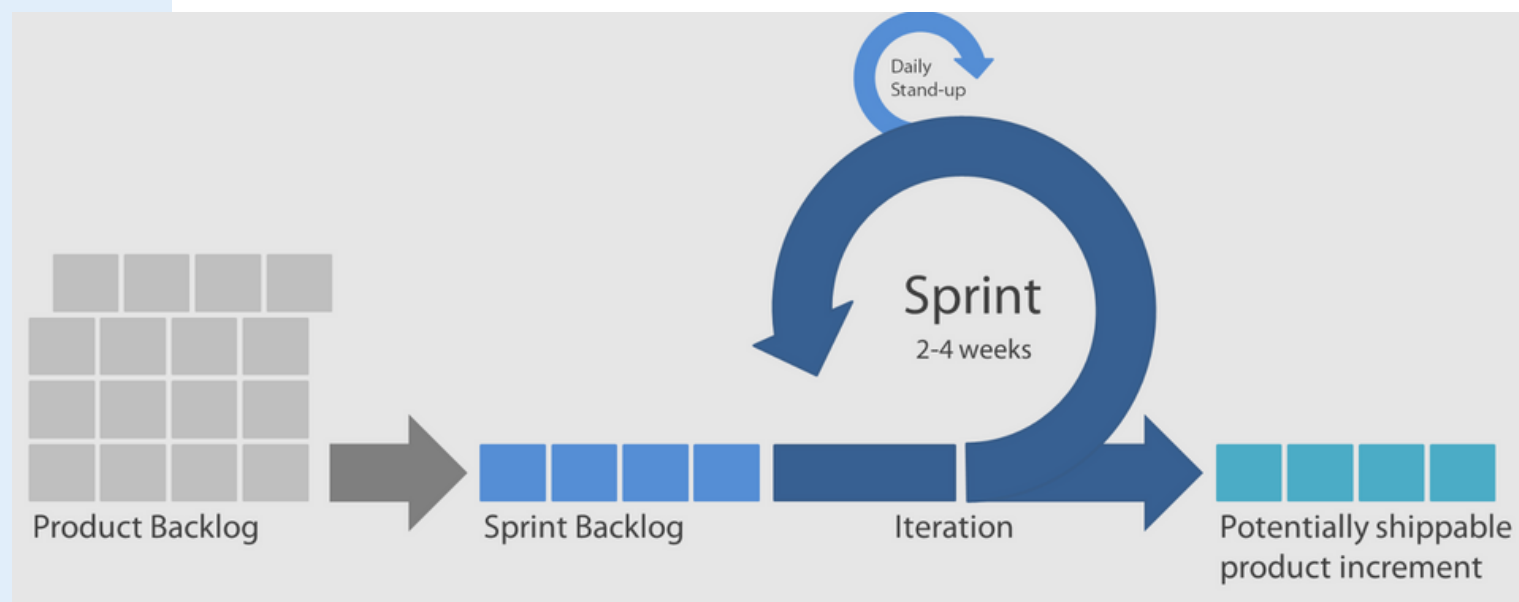 Daily
Stand-up
Sprint
2-4 weeks
Product Backlog
Sprint Backlog
Iteration
Potentially shippable
product increment